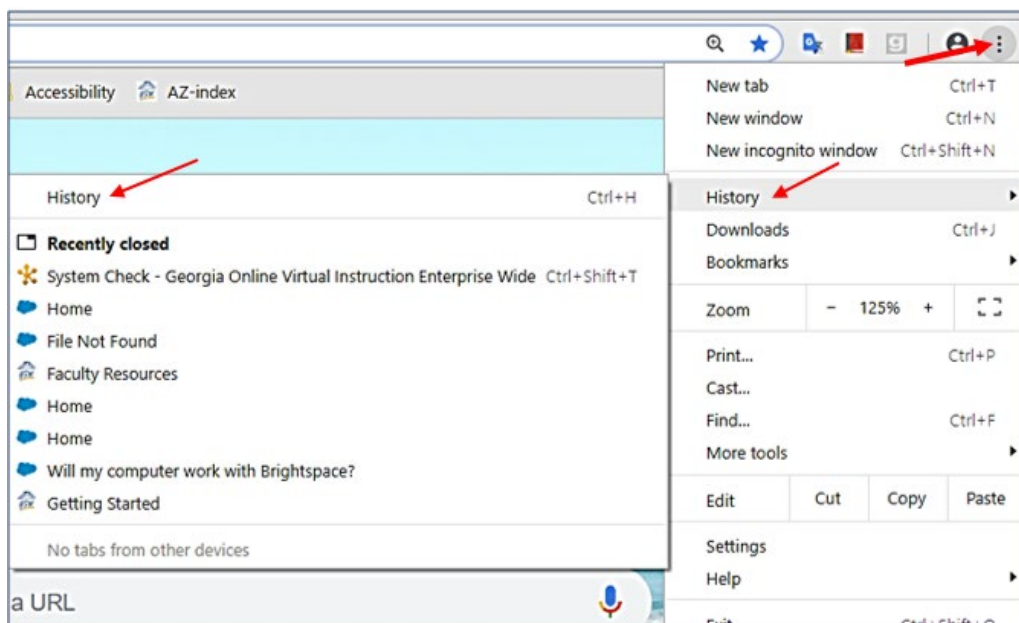 Accessibility AZ-index
New tab Ctrl+T
New window Ctrl+N
New incognito window Ctrl+Shift+N
History
Downloads Ctrl+J
Bookmarks
Zoom - 125% +
Print... Ctrl+P
Cast...
Find... Ctrl+F
More tools
Edit Cut Copy Paste
Settings
Help
History Ctrl+H
Recently closed
System Check - Georgia Online Virtual Instruction Enterprise Wide Ctrl+Shift+T
Home
File Not Found
Faculty Resources
Home
Home
Will my computer work with Brightspace?
Getting Started
No tabs from other devices
a URL